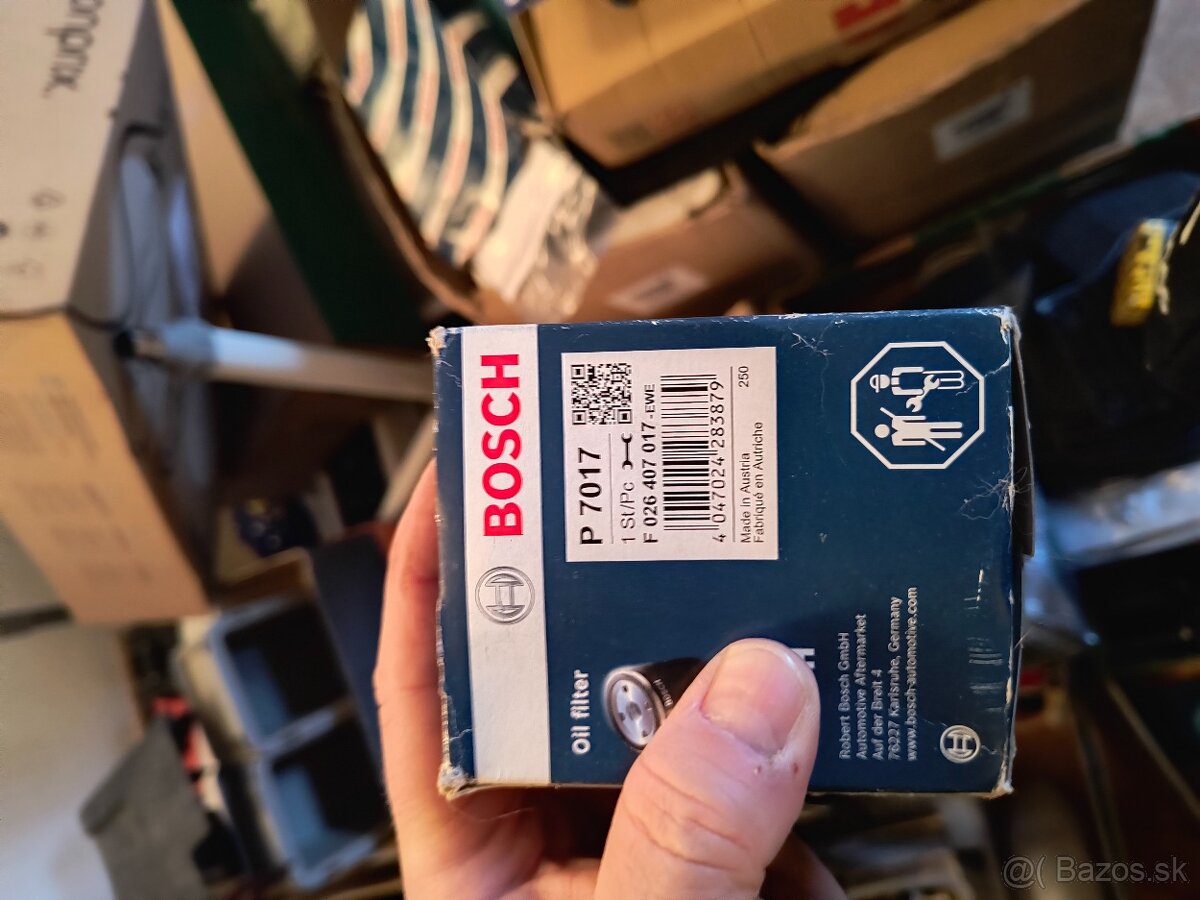 BOSCH
P 7017
1 St/Pc
F 026 407 017 - EWE
4 047024 283879
250
Made in Austria
Fabriqué en Autriche
Oil filter
BOSCH
H
Robert Bosch GmbH
Automotive Aftermarket
Auf der Breit 4
76227 Karlsruhe, Germany
www.bosch-automotive.com
@( Bazos.sk